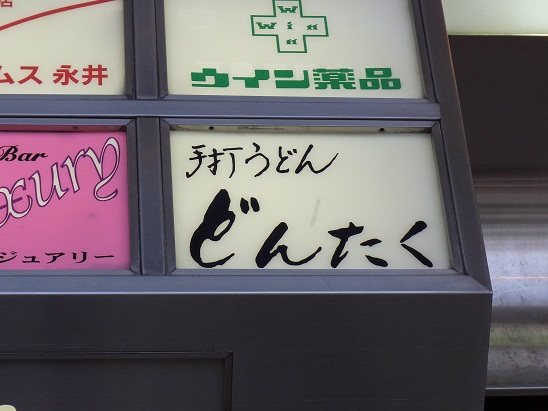 ムス 永井
Win
Win
ウイン薬品
Bar
xury
ジュアリー
手打うどん
どんたく